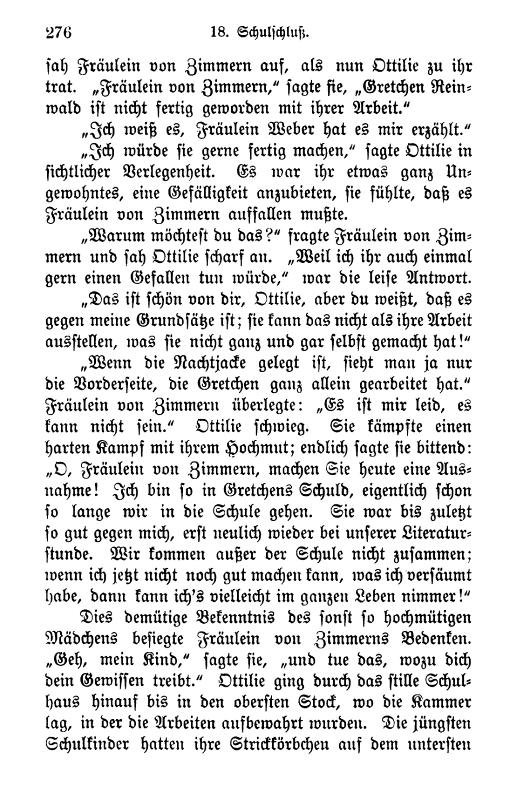 276 18. Schulschluß.
sah Fräulein von Zimmern auf, als nun Ottilie zu ihr
trat. „Fräulein von Zimmern,“ sagte sie, „Gretchen Rein-
wald ist nicht fertig geworden mit ihrer Arbeit.“
„Ich weiß es, Fräulein Weber hat es mir erzählt.“
„Ich würde sie gerne fertig machen,“ sagte Ottilie in
sichtlicher Verlegenheit. Es war ihr etwas ganz Un-
gewohntes, eine Gefälligkeit anzubieten, sie fühlte, daß es
Fräulein von Zimmern auffallen mußte.
„Warum möchtest du das?“ fragte Fräulein von Zim-
mern und sah Ottilie scharf an. „Weil ich ihr auch einmal
gern einen Gefallen tun würde,“ war die leise Antwort.
„Das ist schön von dir, Ottilie, aber du weißt, daß es
gegen meine Grundsätze ist; sie kann das nicht als ihre Arbeit
ausstellen, was sie nicht ganz und gar selbst gemacht hat!“
„Wenn die Nachtjacke gelegt ist, sieht man ja nur
die Vorderseite, die Gretchen ganz allein gearbeitet hat.“
Fräulein von Zimmern überlegte: „Es ist mir leid, es
kann nicht sein.“ Ottilie schwieg. Sie kämpfte einen
harten Kampf mit ihrem Hochmut; endlich sagte sie bittend:
„O, Fräulein von Zimmern, machen Sie heute eine Aus-
nahme! Ich bin so in Gretchens Schuld, eigentlich schon
so lange wir in die Schule gehen. Sie war bis zuletzt
so gut gegen mich, erst neulich wieder bei unserer Literatur-
stunde. Wir kommen außer der Schule nicht zusammen;
wenn ich jetzt nicht noch gut machen kann, was ich versäumt
habe, dann kann ich's vielleicht im ganzen Leben nimmer!“
Dies demütige Bekenntnis des sonst so hochmütigen
Mädchens besiegte Fräulein von Zimmerns Bedenken.
„Geh, mein Kind,“ sagte sie, „und tue das, wozu dich
dein Gewissen treibt.“ Ottilie ging durch das stille Schul-
haus hinauf bis in den obersten Stock, wo die Kammer
lag, in der die Arbeiten aufbewahrt wurden. Die jüngsten
Schulkinder hatten ihre Strickkörbchen auf dem untersten